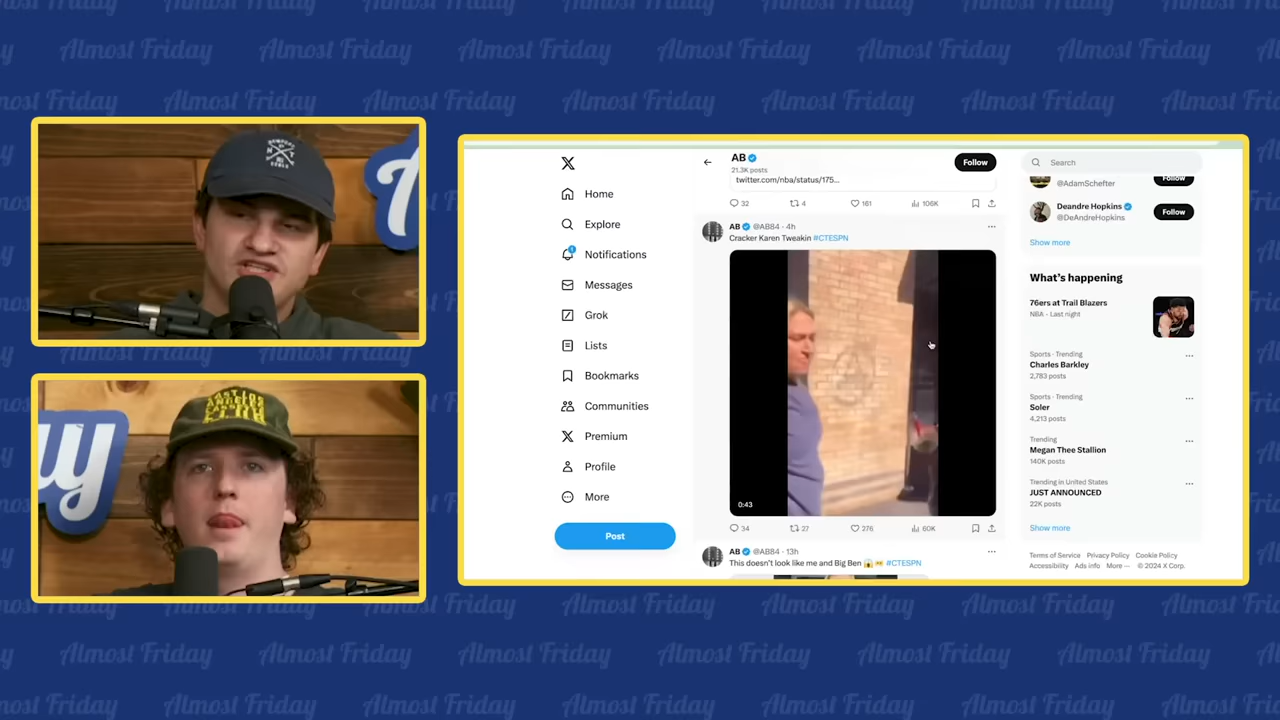 Almost Friday
AB
21.3K posts
twitter.com/nba/status/175...
32
4
161
106K
Follow
Home
Explore
1
Notifications
Messages
Grok
Lists
Bookmarks
Communities
Premium
Profile
More
Post
AB @AB84 · 4h
Cracker Karen Tweakin #CTESPN
0:43
34
27
276
60K
AB @AB84 · 13h
This doesn't look like me and Big Ben #CTESPN
Search
@AdamSchefter
Follow
Deandre Hopkins
@DeAndreHopkins
Follow
Show more
What's happening
76ers at Trail Blazers
NBA · Last night
Sports · Trending
Charles Barkley
2,783 posts
Sports · Trending
Soler
4,213 posts
Trending
Megan Thee Stallion
140K posts
Trending in United States
JUST ANNOUNCED
22K posts
Show more
Terms of Service Privacy Policy Cookie Policy
Accessibility Ads info More ··· © 2024 X Corp.